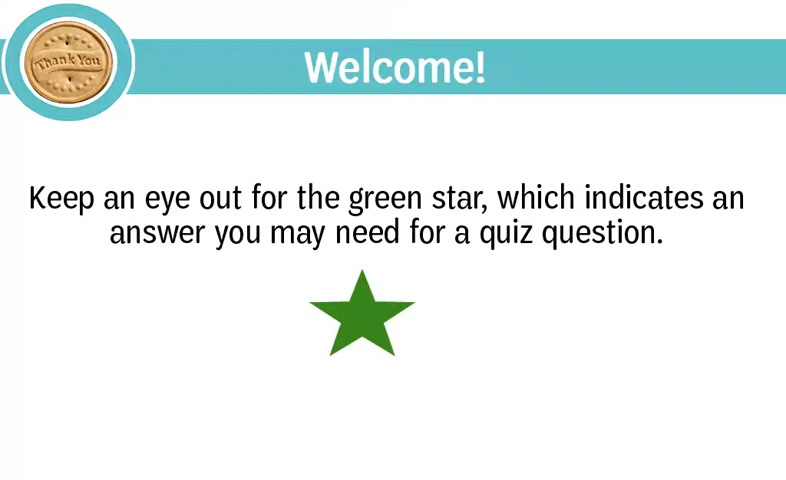 Thank You
Welcome!
Keep an eye out for the green star, which indicates an
answer you may need for a quiz question.